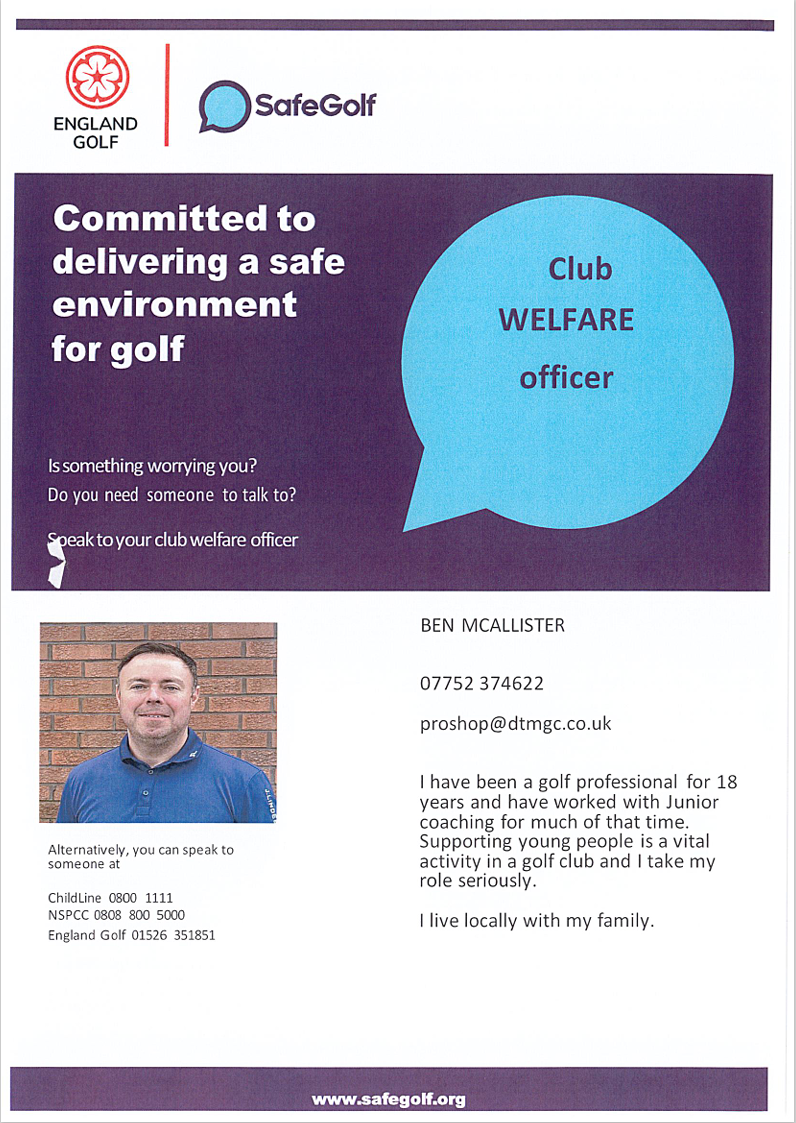 ENGLAND
GOLF
SafeGolf
Committed to
delivering a safe
environment
for golf
Club
WELFARE
officer
Is something worrying you?
Do you need someone to talk to?
Speak to your club welfare officer
BEN MCALLISTER
07752 374622
proshop@dtmgc.co.uk
I have been a golf professional for 18
years and have worked with Junior
coaching for much of that time.
Supporting young people is a vital
activity in a golf club and I take my
role seriously.
I live locally with my family.
J.LINDE
Alternatively, you can speak to
someone at
ChildLine 0800 1111
NSPCC 0808 800 5000
England Golf 01526 351851
www.safegolf.org